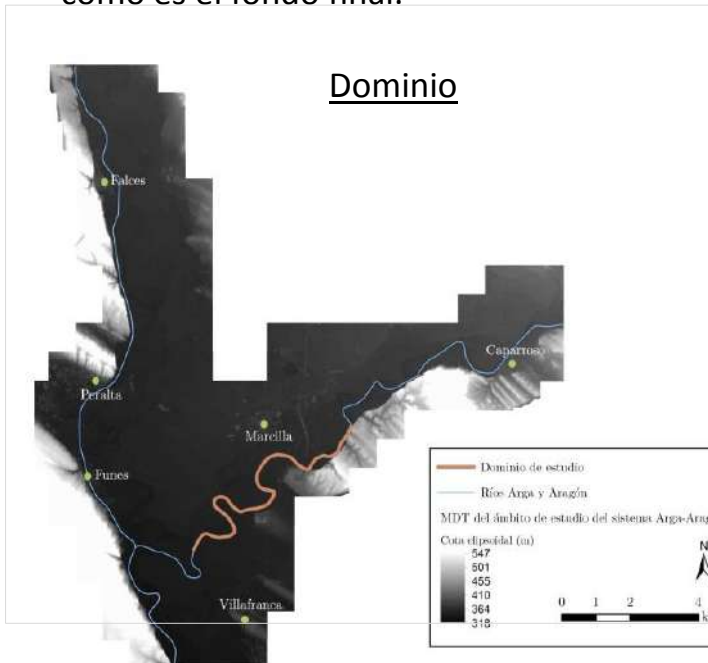 como es el fondo final.
Dominio
Falces
Caparroso
Peralta
Marcilla
Funes
Dominio de estudio
Ríos Arga y Aragón
MDT del ámbito de estudio del sistema Arga-Arag
Cota elipsoidal (m)
547
501
455
410
364
318
N
0 1 2 4
k
Villafranca